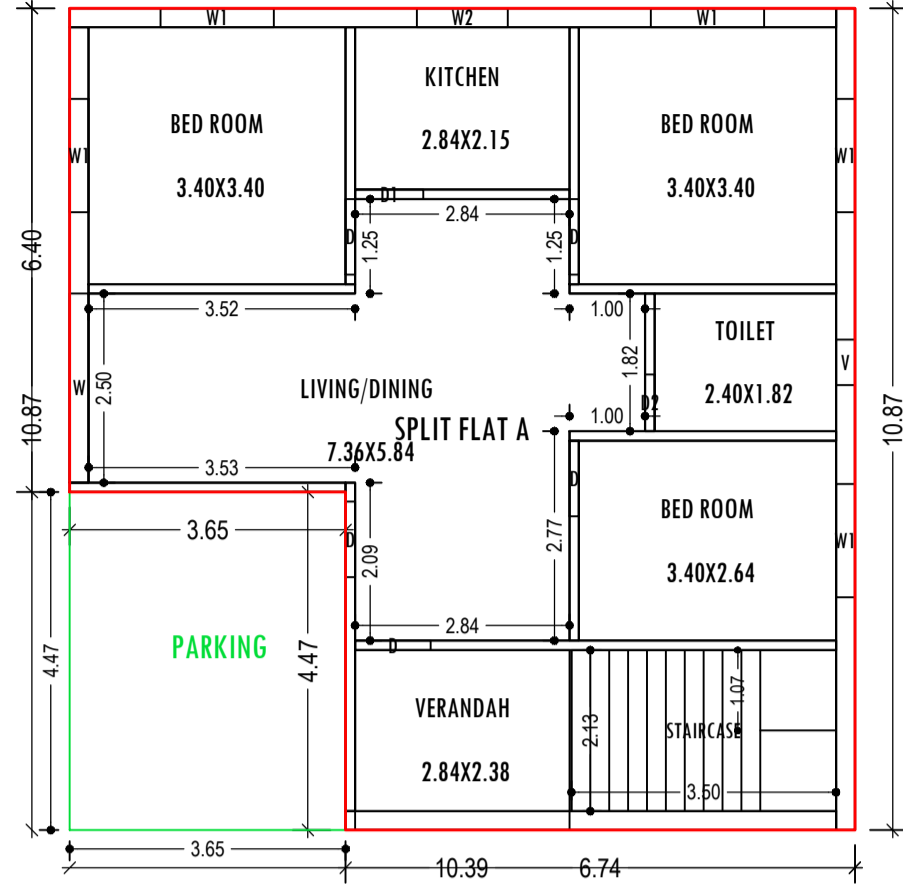 W1
W2
W1
KITCHEN
2.84X2.15
BED ROOM
3.40X3.40
BED ROOM
3.40X3.40
W1
W1
D1
2.84
D
D
1.25
1.25
6.40
3.52
1.00
TOILET
2.40X1.82
V
1.82
W
2.50
LIVING/DINING
7.36X5.84
SPLIT FLAT A
1.00
D2
10.87
10.87
3.53
D
BED ROOM
3.40X2.64
W1
3.65
D
2.09
2.77
2.84
D
PARKING
4.47
4.47
VERANDAH
2.84X2.38
2.13
STAIRCASE
1.07
3.50
3.65
10.39
6.74